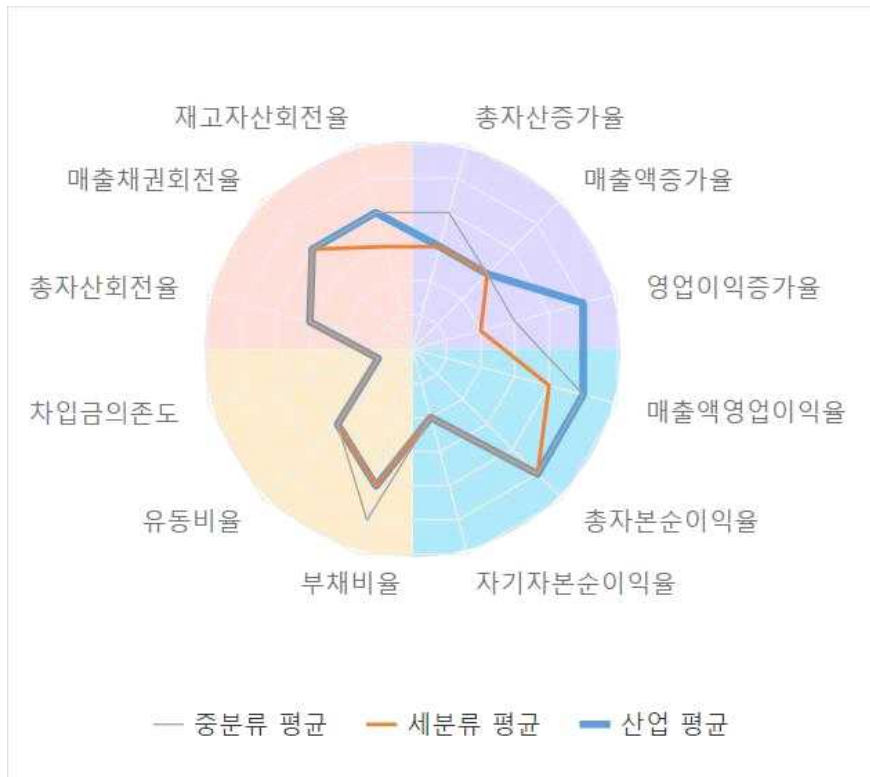 재고자산회전율 총자산증가율
매출채권회전율 매출액증가율
총자산회전율 영업이익증가율
차입금의존도 매출액영업이익율
유동비율 총자본순이익율
부채비율 자기자본순이익율
중분류 평균 세분류 평균 산업 평균